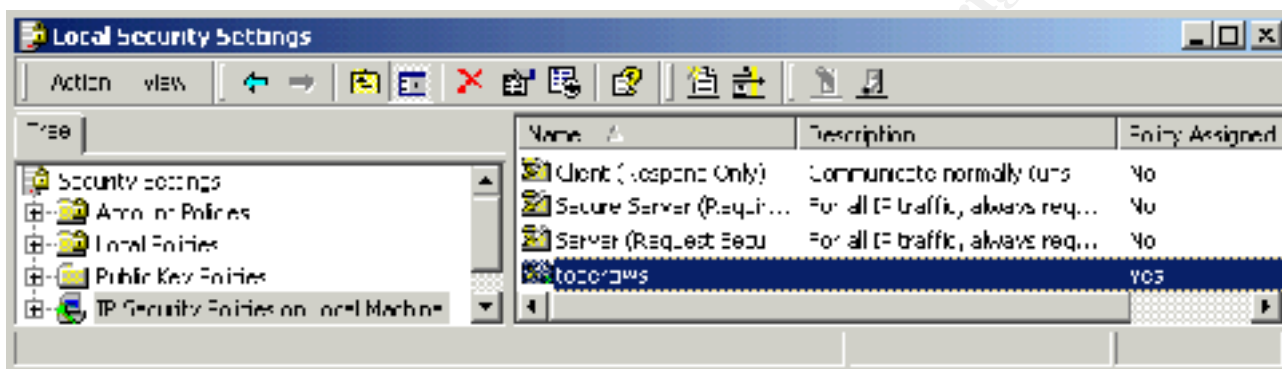 Local Security Settings
Action View
Tree
Name Description Policy Assigned
Security Settings
Account Policies
Local Policies
Public Key Policies
IP Security Policies on Local Machine
Client (Respond Only) Communicate normally (uns No
Secure Server (Requir... For all IP traffic, always req... No
Server (Request Secu For all IP traffic, always req... No
Yes